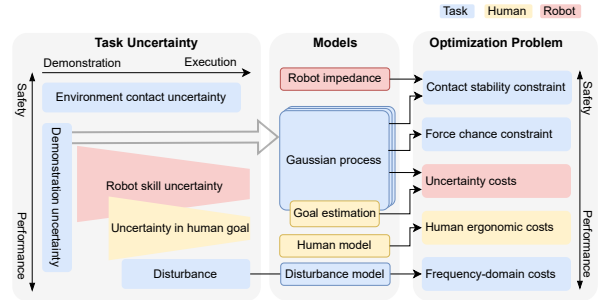 Task
Human
Robot
Task Uncertainty
Models
Optimization Problem
Demonstration
Execution
Safety
Performance
Environment contact uncertainty
Demonstration uncertainty
Robot skill uncertainty
Uncertainty in human goal
Disturbance
Robot impedance
Gaussian process
Goal estimation
Human model
Disturbance model
Contact stability constraint
Force chance constraint
Uncertainty costs
Human ergonomic costs
Frequency-domain costs
Safety
Performance